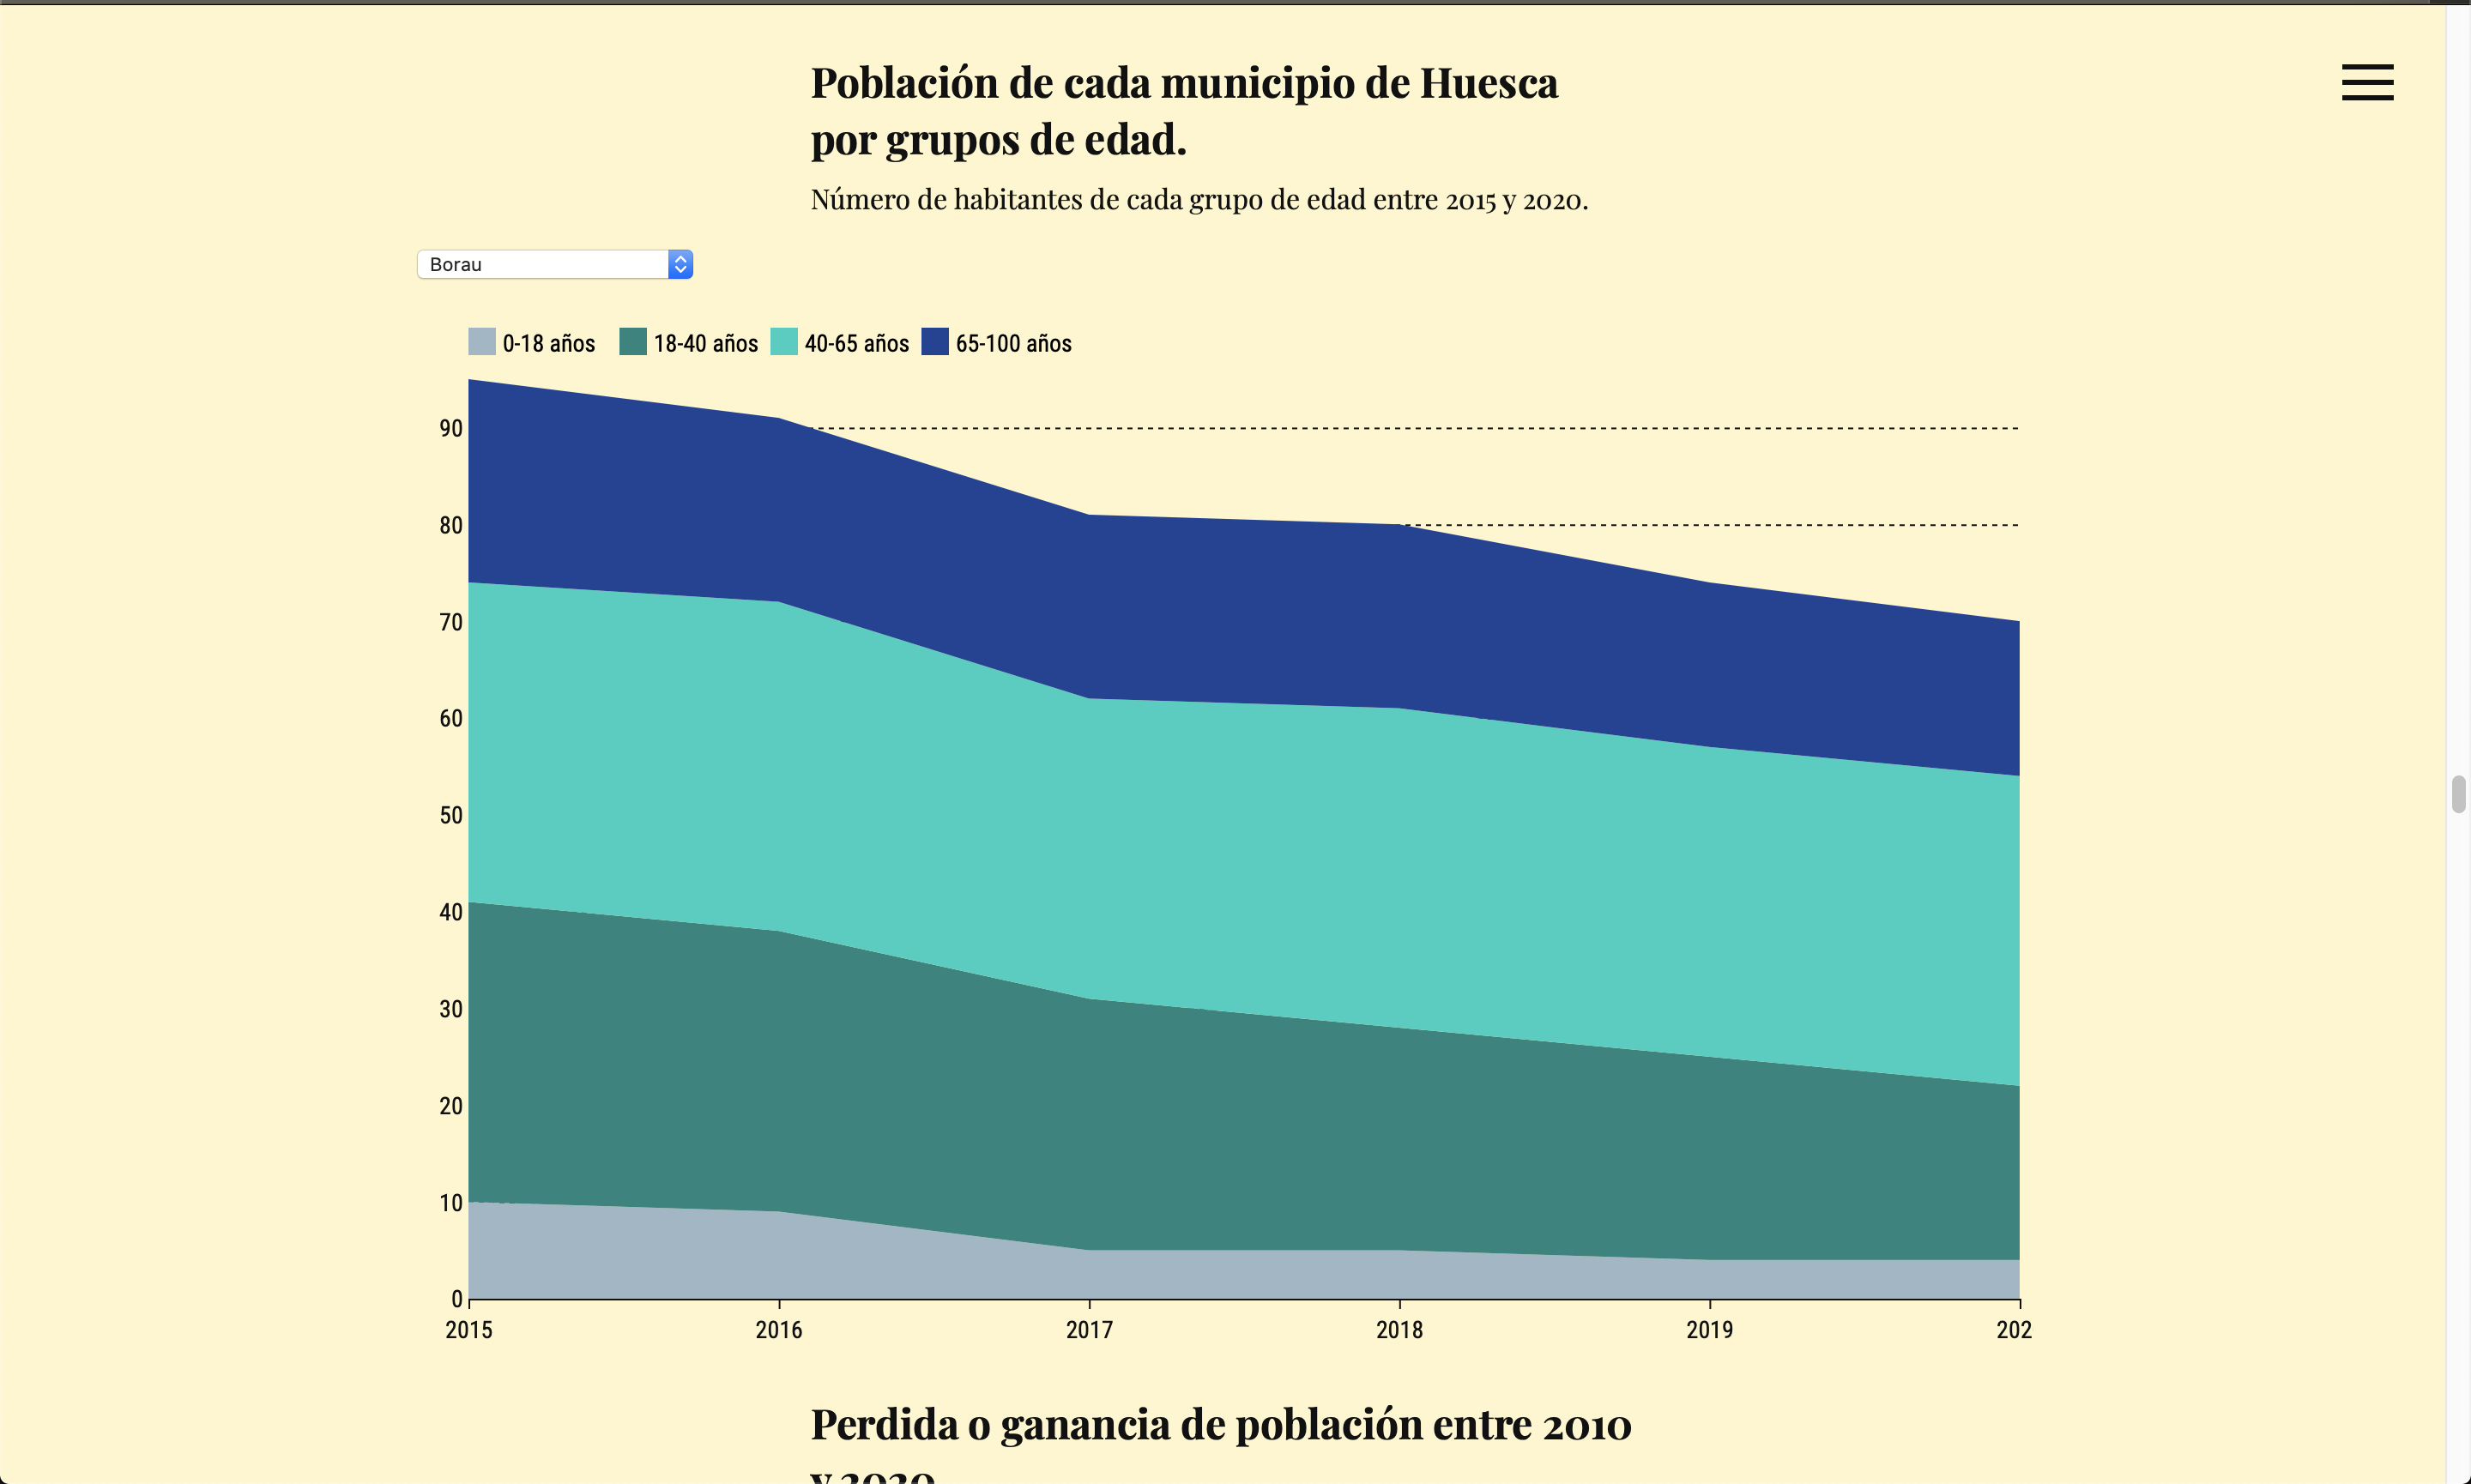 Población de cada municipio de Huesca
por grupos de edad.
Número de habitantes de cada grupo de edad entre 2015 y 2020.
Borau
0-18 años 18-40 años 40-65 años 65-100 años
90
80
70
60
50
40
30
20
10
0
2015 2016 2017 2018 2019 202
Perdida o ganancia de población entre 2010
y 2020